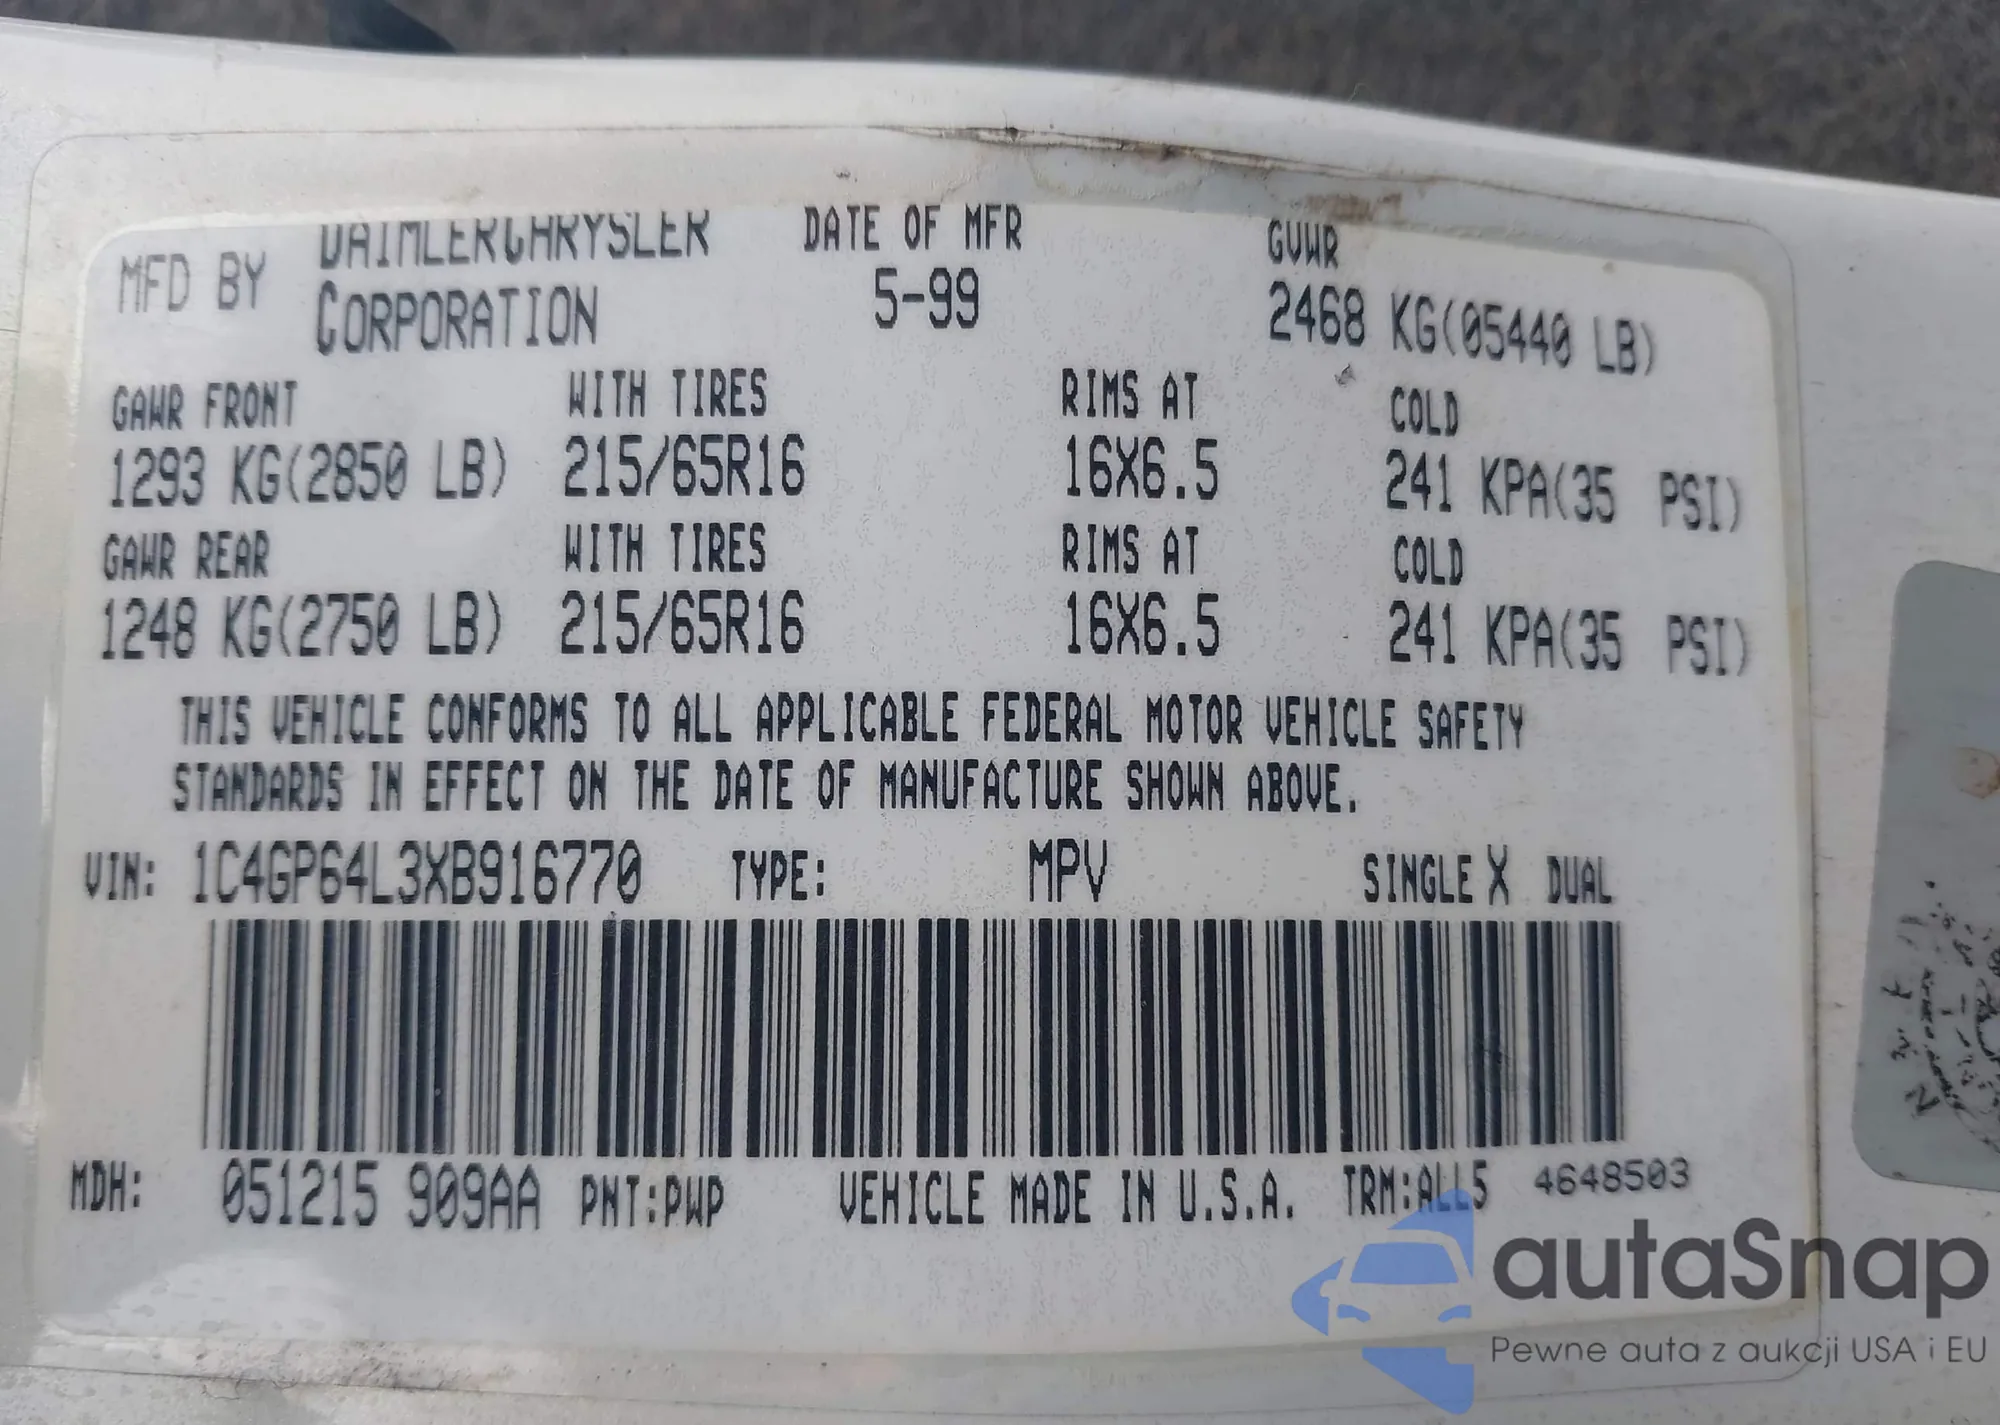 MFD BY DAIMLERCHRYSLER CORPORATION
DATE OF MFR
5-99
GVWR
2468 KG(05440 LB)
GAWR FRONT WITH TIRES RIMS AT COLD
1293 KG(2850 LB) 215/65R16 16X6.5 241 KPA(35 PSI)
GAWR REAR WITH TIRES RIMS AT COLD
1248 KG(2750 LB) 215/65R16 16X6.5 241 KPA(35 PSI)
THIS VEHICLE CONFORMS TO ALL APPLICABLE FEDERAL MOTOR VEHICLE SAFETY
STANDARDS IN EFFECT ON THE DATE OF MANUFACTURE SHOWN ABOVE.
VIN: 1C4GP64L3XB916770 TYPE: MPV SINGLE X DUAL
MDH: 051215 909AA PNT:PWP VEHICLE MADE IN U.S.A. TRM:ALL5 4648503
autaSnap
Pewne auta z aukcji USA i EU